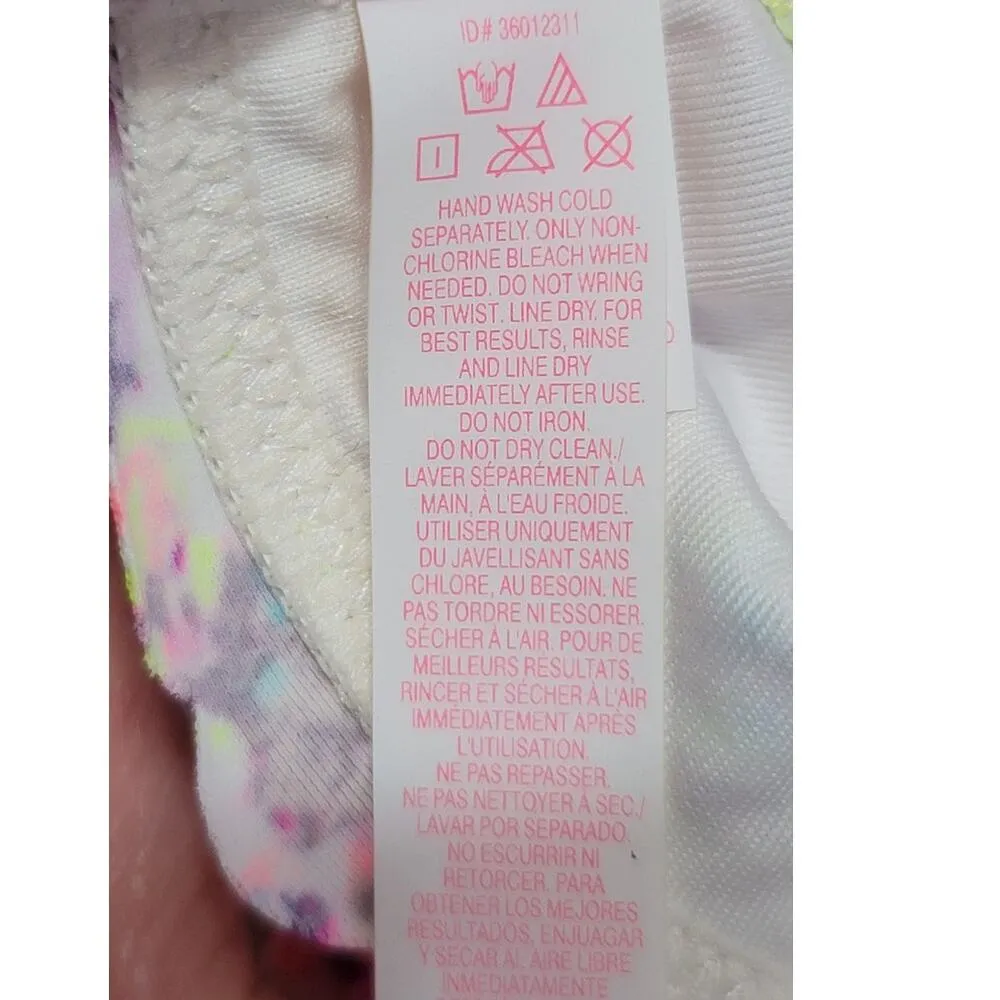 ID# 36012311
HAND WASH COLD
SEPARATELY. ONLY NON-
CHLORINE BLEACH WHEN
NEEDED. DO NOT WRING
OR TWIST. LINE DRY. FOR
BEST RESULTS, RINSE
AND LINE DRY
IMMEDIATELY AFTER USE.
DO NOT IRON.
DO NOT DRY CLEAN./
LAVER SÉPARÉMENT À LA
MAIN, À L'EAU FROIDE.
UTILISER UNIQUEMENT
DU JAVELLISANT SANS
CHLORE, AU BESOIN. NE
PAS TORDRE NI ESSORER.
SÉCHER À L'AIR. POUR DE
MEILLEURS RESULTATS,
RINCER ET SÉCHER À L'AIR
IMMÉDIATEMENT APRÈS
L'UTILISATION.
NE PAS REPASSER.
NE PAS NETTOYER À SEC./
LAVAR POR SEPARADO.
NO ESCURRIR NI
RETORCER. PARA
OBTENER LOS MEJORES
RESULTADOS, ENJUAGAR
Y SECAR AL AIRE LIBRE
INMEDIATAMENTE